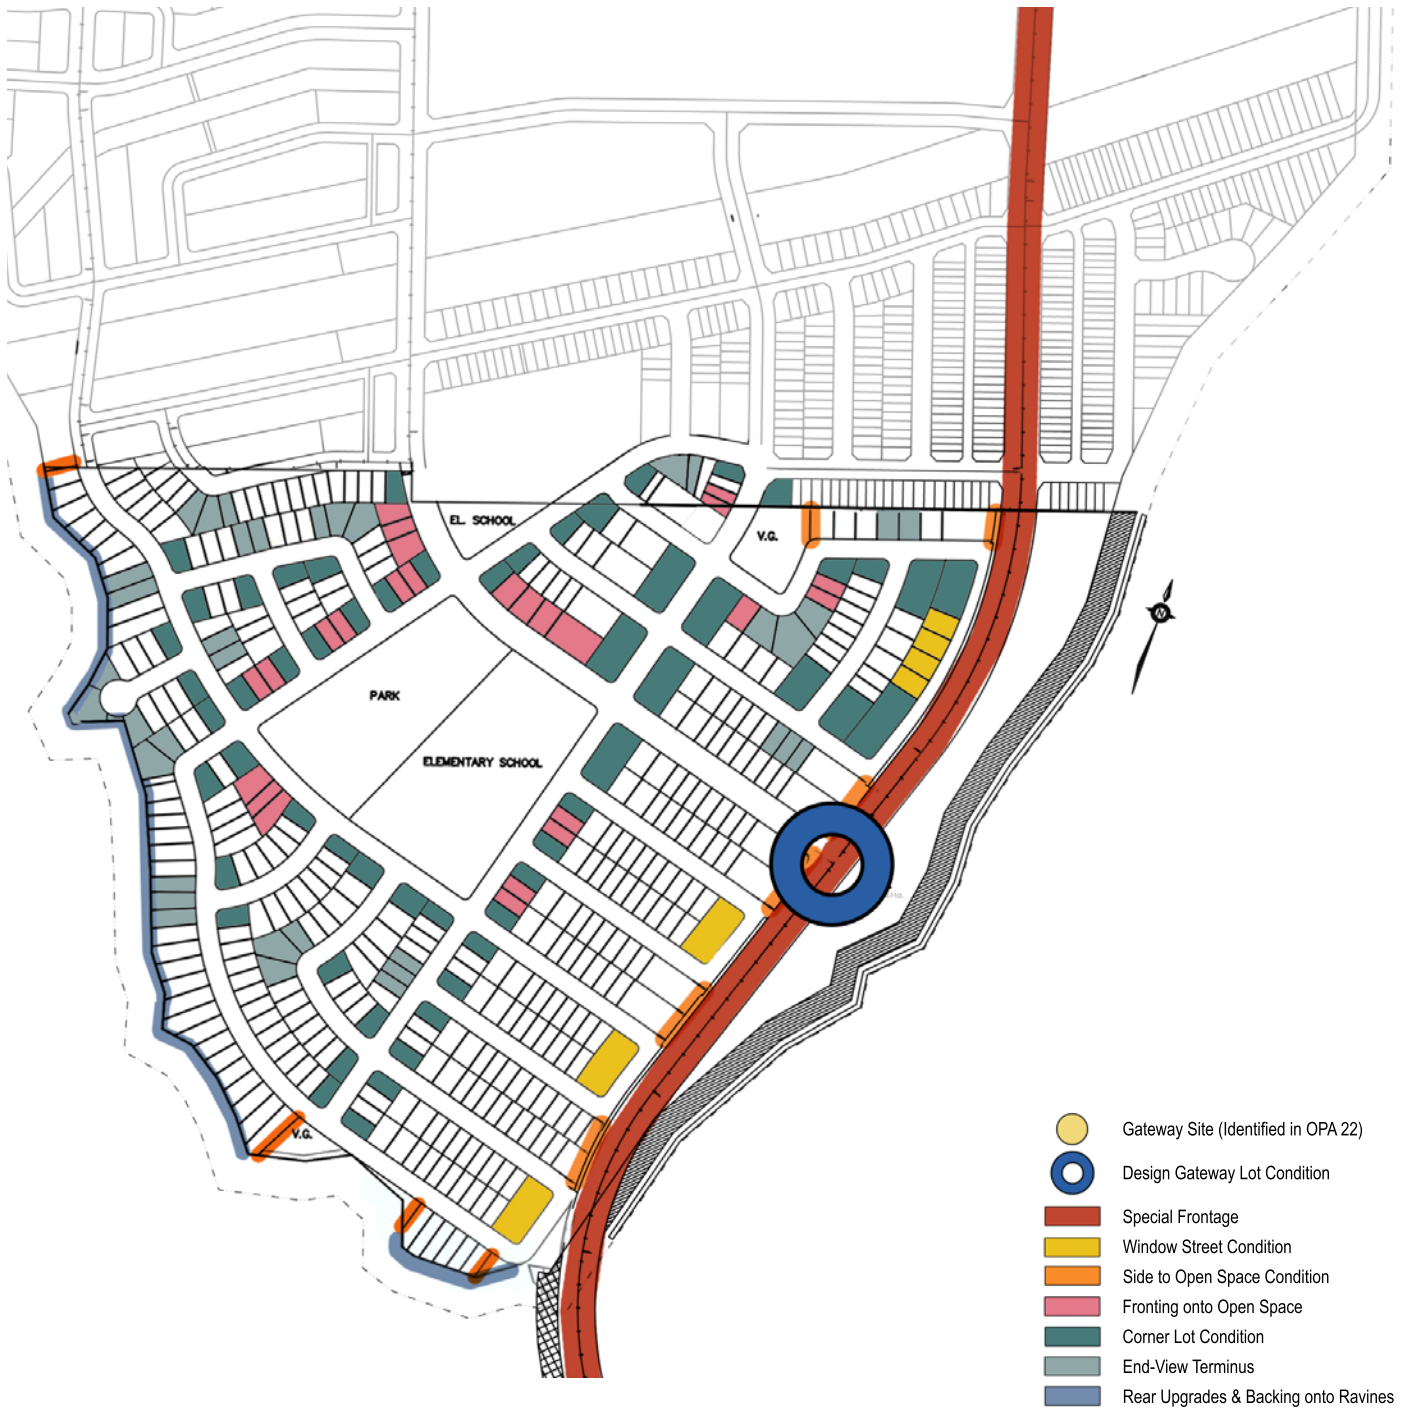 EL. SCHOOL
V.G.
N
PARK
ELEMENTARY SCHOOL
V.G.
Gateway Site (Identified in OPA 22)
Design Gateway Lot Condition
Special Frontage
Window Street Condition
Side to Open Space Condition
Fronting onto Open Space
Corner Lot Condition
End-View Terminus
Rear Upgrades & Backing onto Ravines